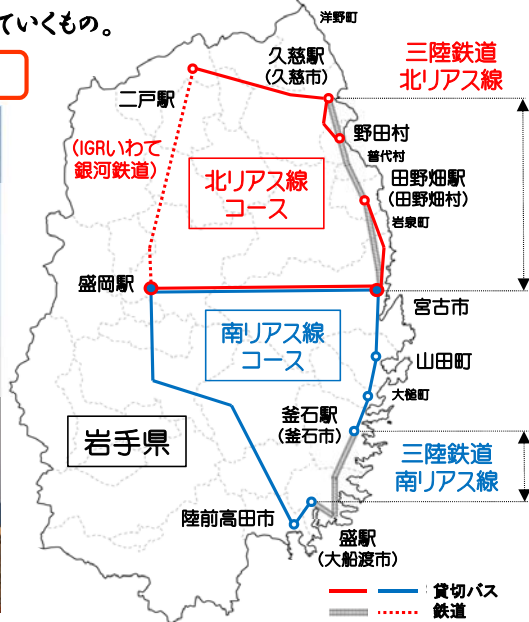 ていくもの。
洋野町
久慈駅
(久慈市)
三陸鉄道
北リアス線
二戸駅
野田村
普代村
(IGRいわて
銀河鉄道)
北リアス線
コース
田野畑駅
(田野畑村)
岩泉町
盛岡駅
宮古市
南リアス線
コース
山田町
大槌町
釜石駅
(釜石市)
岩手県
三陸鉄道
南リアス線
陸前高田市
盛駅
(大船渡市)
貸切バス
鉄道